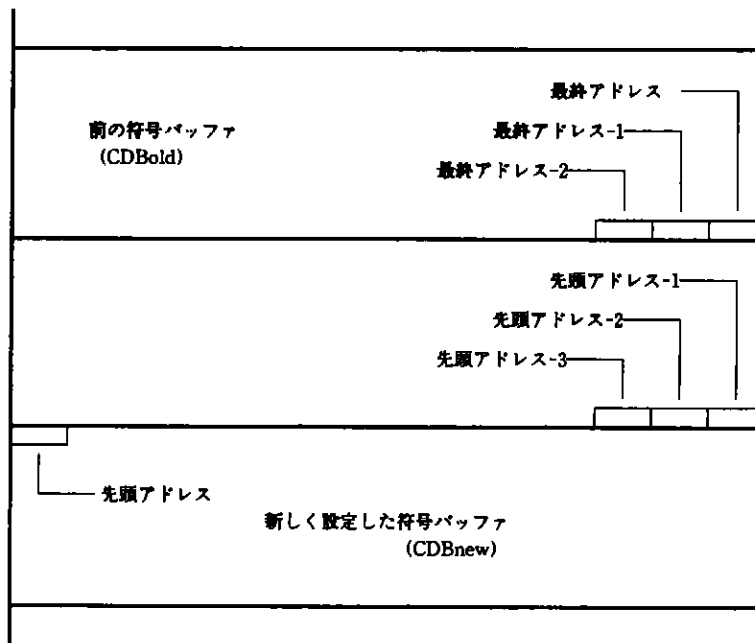 最終アドレス
前の符号バッファ
(CDBold)
最終アドレス-1
最終アドレス-2
先頭アドレス-1
先頭アドレス-2
先頭アドレス-3
先頭アドレス
新しく設定した符号バッファ
(CDBnew)